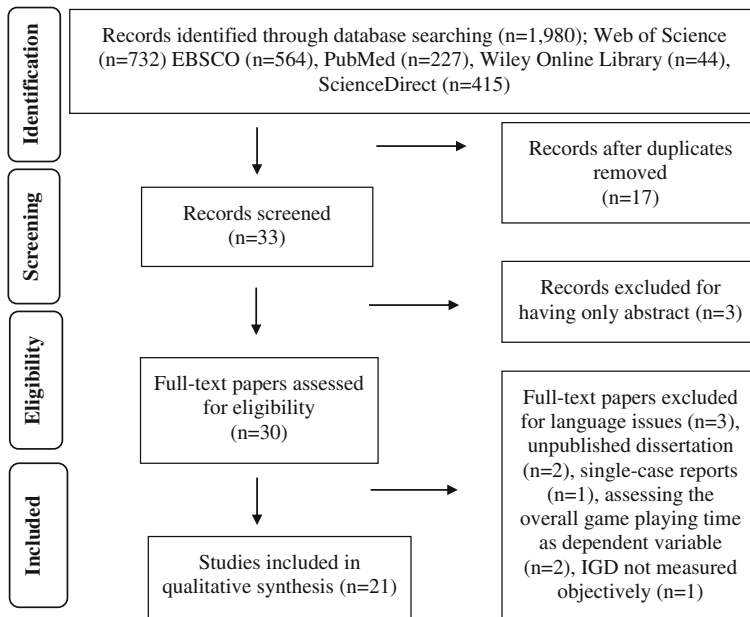 Identification
Records identified through database searching (n=1,980); Web of Science
(n=732) EBSCO (n=564), PubMed (n=227), Wiley Online Library (n=44),
ScienceDirect (n=415)
Records after duplicates
removed
(n=17)
Screening
Records screened
(n=33)
Records excluded for
having only abstract (n=3)
Eligibility
Full-text papers assessed
for eligibility
(n=30)
Full-text papers excluded
for language issues (n=3),
unpublished dissertation
(n=2), single-case reports
(n=1), assessing the
overall game playing time
as dependent variable
(n=2), IGD not measured
objectively (n=1)
Included
Studies included in
qualitative synthesis (n=21)